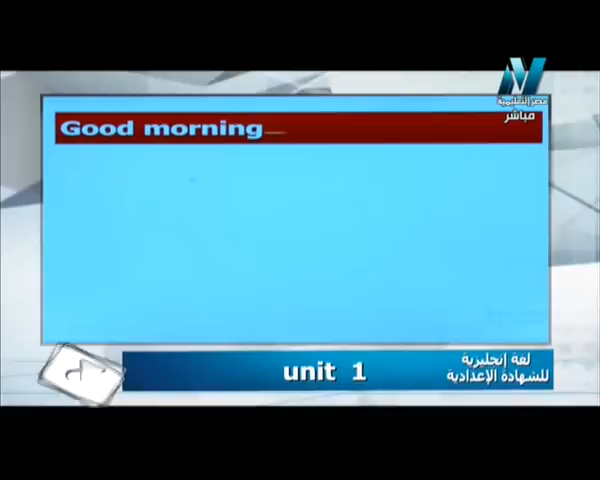 مصر التعليمية
مباشر
Good morning
unit 1
لغة إنجليزية
للشهادة الإعدادية